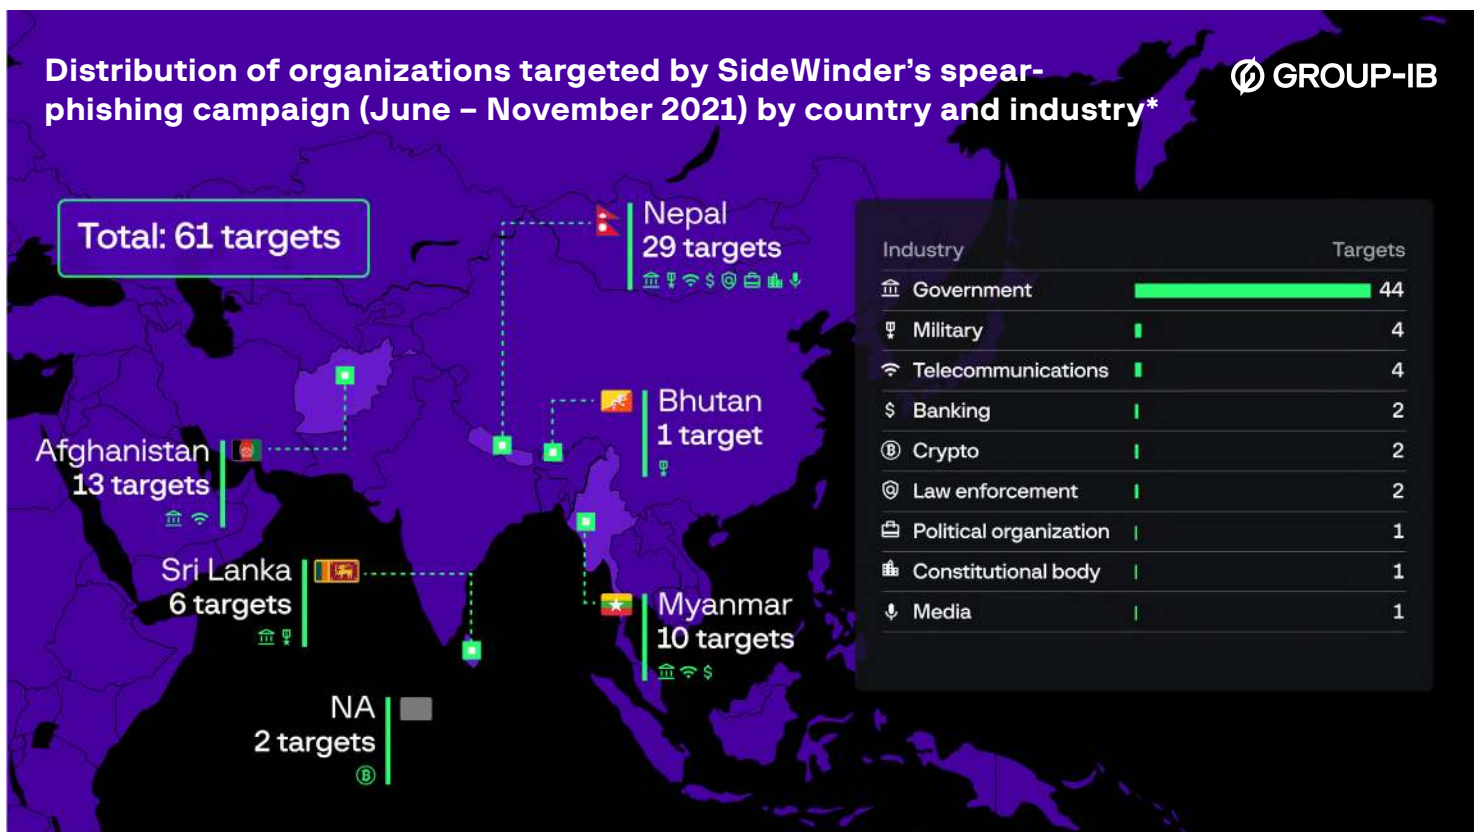 Distribution of organizations targeted by SideWinder's spear-
phishing campaign (June – November 2021) by country and industry*
GROUP-IB
Total: 61 targets
Nepal
29 targets
Bhutan
1 target
Afghanistan
13 targets
Sri Lanka
6 targets
Myanmar
10 targets
NA
2 targets
Industry Targets
Government 44
Military 4
Telecommunications 4
$ Banking 2
Crypto 2
Law enforcement 2
Political organization 1
Constitutional body 1
Media 1